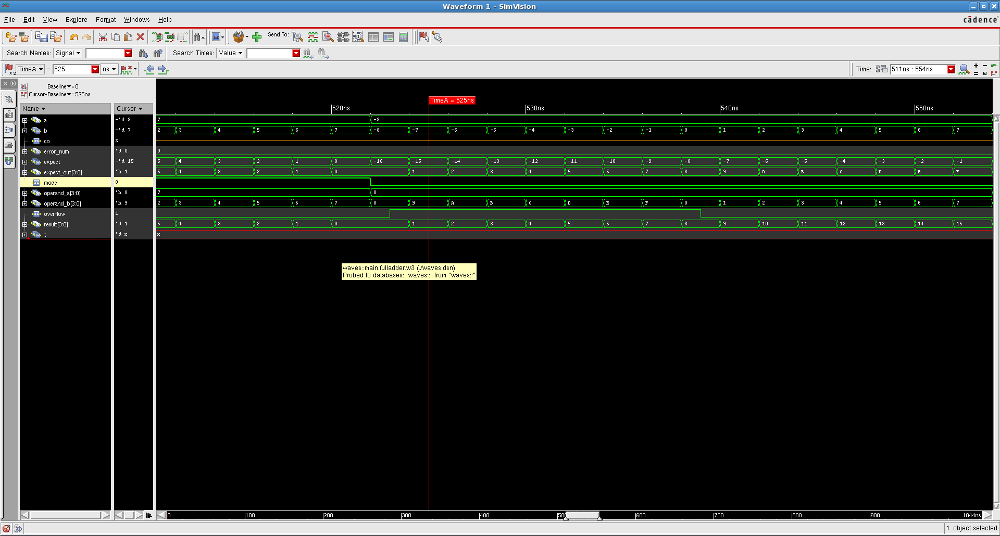 Waveform 1 - SimVision
File Edit View Explore Format Windows Help
cādence
Send To:
Search Names: Signal Search Times: Value
TimeA = 525 ns Time: 511ns : 554ns
Baseline = 0
Cursor-Baseline = 525ns
TimeA = 525ns
Name Cursor 520ns 530ns 540ns 550ns
a -'d 8 7 -8
b -'d 7 2 3 4 5 6 7 -8 -7 -6 -5 -4 -3 -2 -1 0 1 2 3 4 5 6 7
co z
error_num 'd 0 0
expect -'d 15 5 4 3 2 1 0 -16 -15 -14 -13 -12 -11 -10 -9 -8 -7 -6 -5 -4 -3 -2 -1
expect_out[3:0] 'h 1 5 4 3 2 1 0 1 2 3 4 5 6 7 8 9 A B C D E F
mode 0
operand_a[3:0] 'h 8 7 8
operand_b[3:0] 'h 9 2 3 4 5 6 7 8 9 A B C D E F 0 1 2 3 4 5 6 7
overflow 1
result[3:0] 'd 1 5 4 3 2 1 0 1 2 3 4 5 6 7 8 9 10 11 12 13 14 15
t 'd x x
waves::main.fulladder.w3 (./waves.dsn)
Probed to databases: waves:: from "waves::"
0 100 200 300 400 600 700 800 900 1044ns
1 object selected